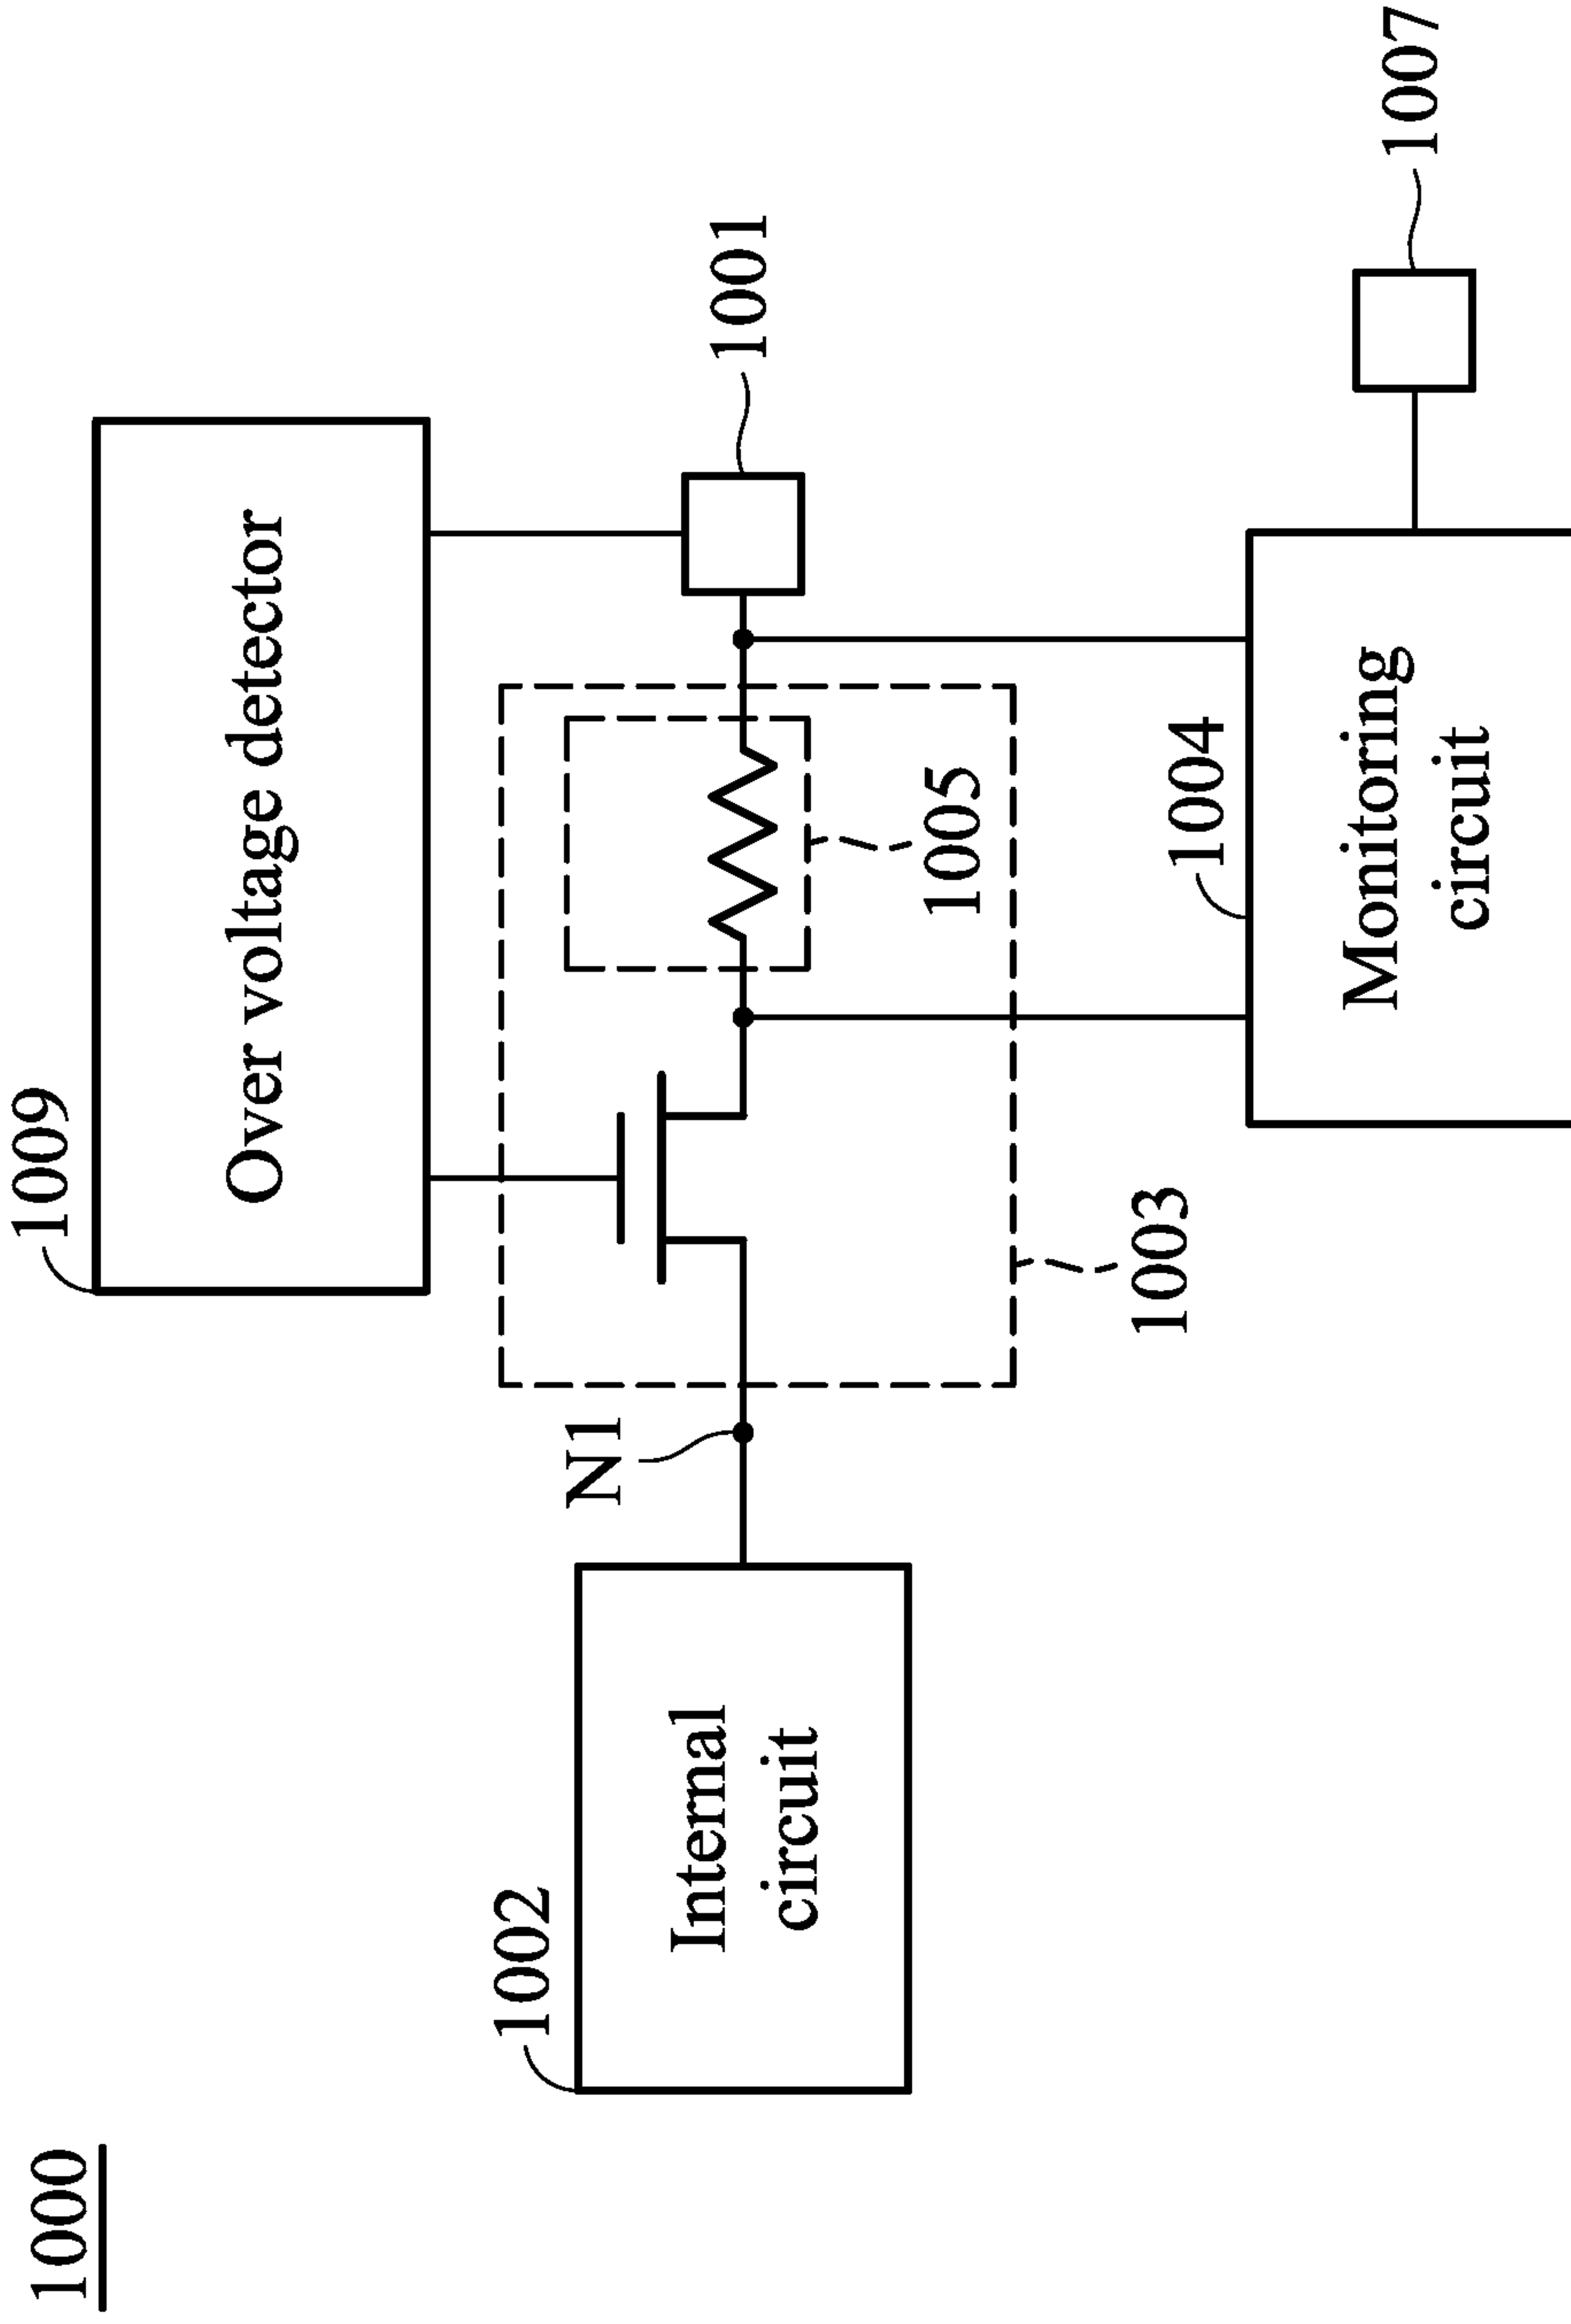 1000
1009
Over voltage detector
1002
Internal
circuit
N1
1003
1005
1001
1004
Monitoring
circuit
1007